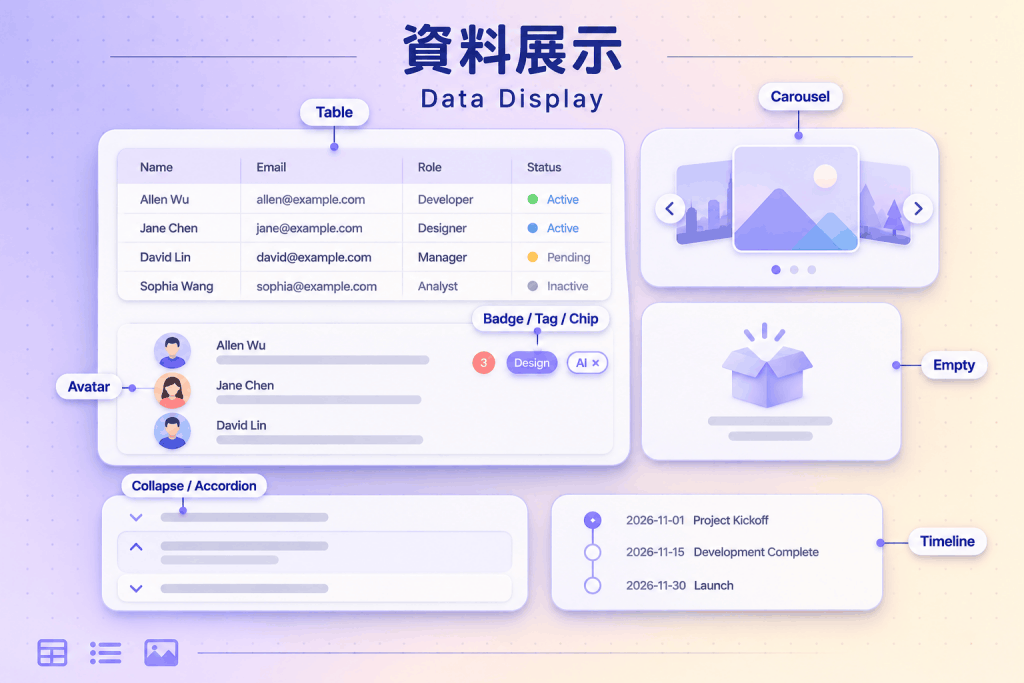 資料展示
Data Display
Table
Carousel
Name Email Role Status
Allen Wu allen@example.com Developer Active
Jane Chen jane@example.com Designer Active
David Lin david@example.com Manager Pending
Sophia Wang sophia@example.com Analyst Inactive
Badge / Tag / Chip
Allen Wu
3 Design AI ×
Jane Chen
David Lin
Avatar
Empty
Collapse / Accordion
2026-11-01 Project Kickoff
2026-11-15 Development Complete
2026-11-30 Launch
Timeline